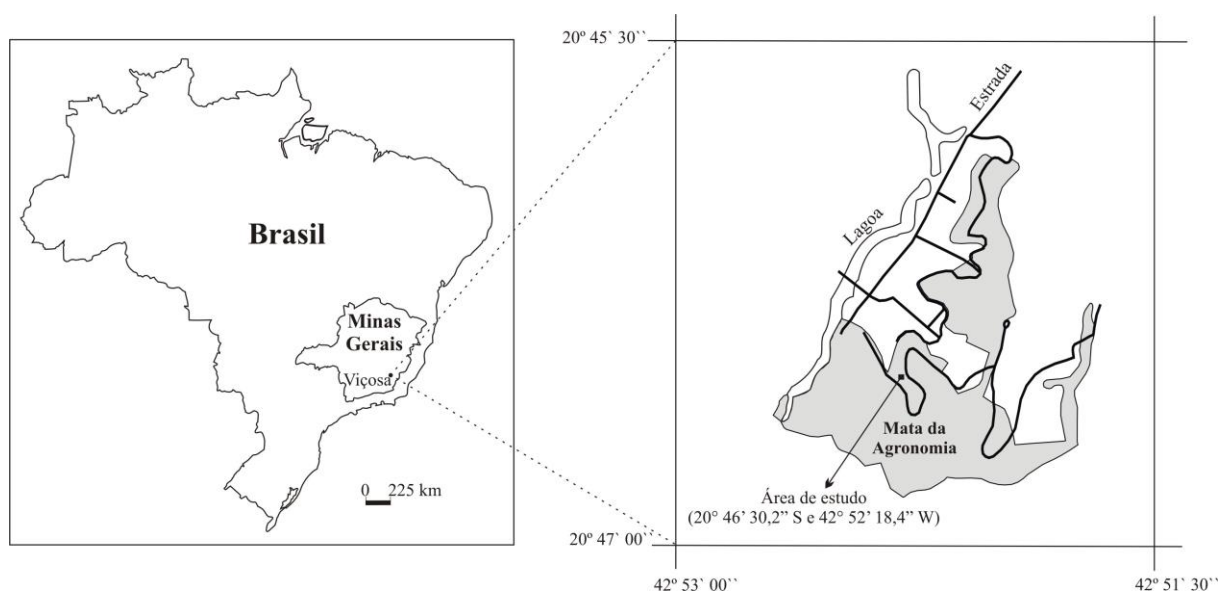 Brasil
Minas
Gerais
Viçosa
0 225 km
20º 45` 30``
Estrada
Lagoa
Mata da
Agronomia
Área de estudo
(20° 46’ 30,2” S e 42° 52’ 18,4” W)
20º 47` 00``
42º 53 ` 00``
42º 51` 30``